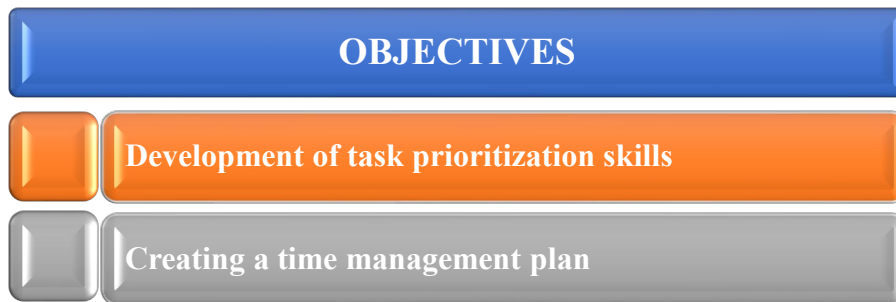 OBJECTIVES
Development of task prioritization skills
Creating a time management plan